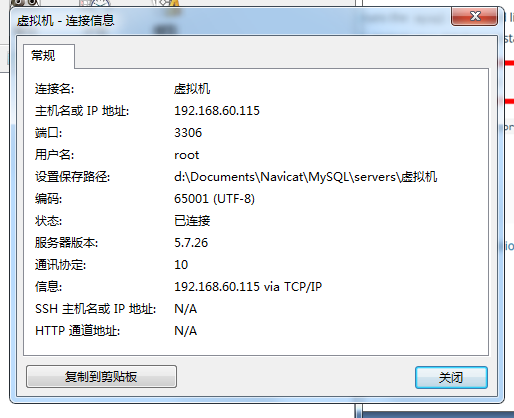 虚拟机 - 连接信息
常规
连接名: 虚拟机
主机名或 IP 地址: 192.168.60.115
端口: 3306
用户名: root
设置保存路径: d:\Documents\Navicat\MySQL\servers\虚拟机
编码: 65001 (UTF-8)
状态: 已连接
服务器版本: 5.7.26
通讯协定: 10
信息: 192.168.60.115 via TCP/IP
SSH 主机名或 IP 地址: N/A
HTTP 通道地址: N/A
复制到剪贴板 关闭